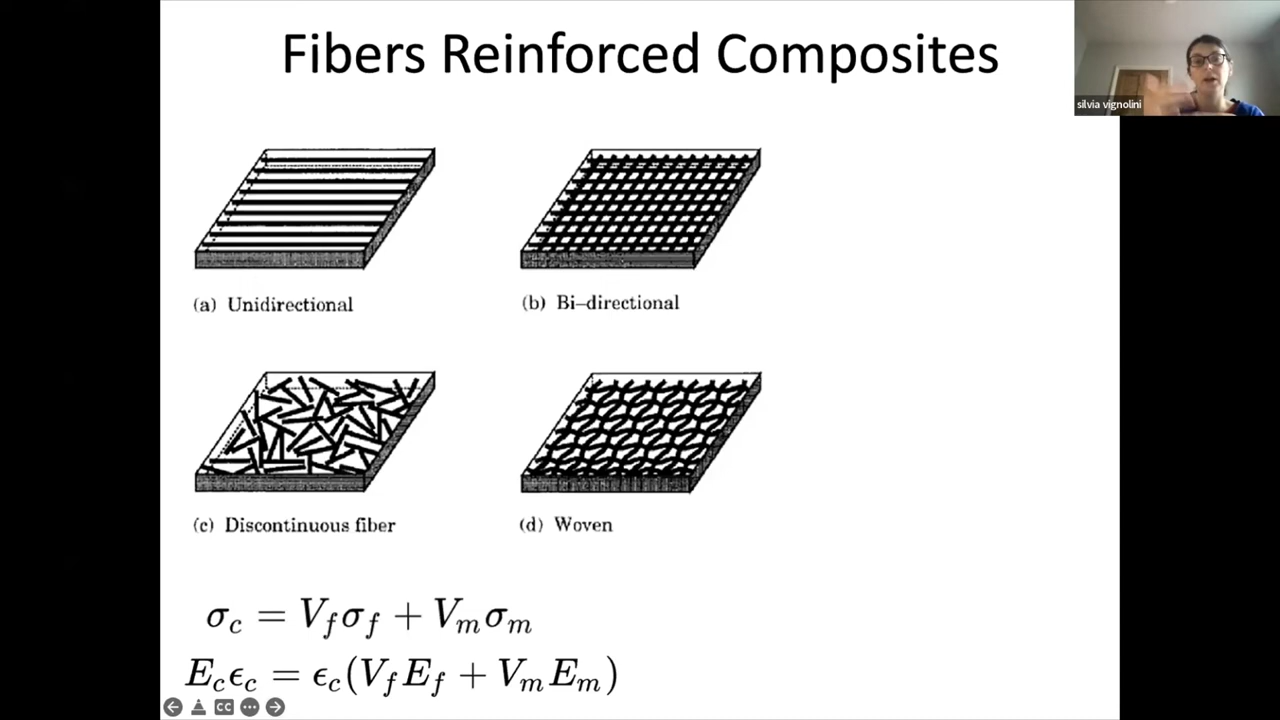 Fibers Reinforced Composites
silvia vignolini
(a) Unidirectional
(b) Bi–directional
(c) Discontinuous fiber
(d) Woven
σ_c = V_f σ_f + V_m σ_m
E_c ϵ_c = ϵ_c (V_f E_f + V_m E_m)
CC